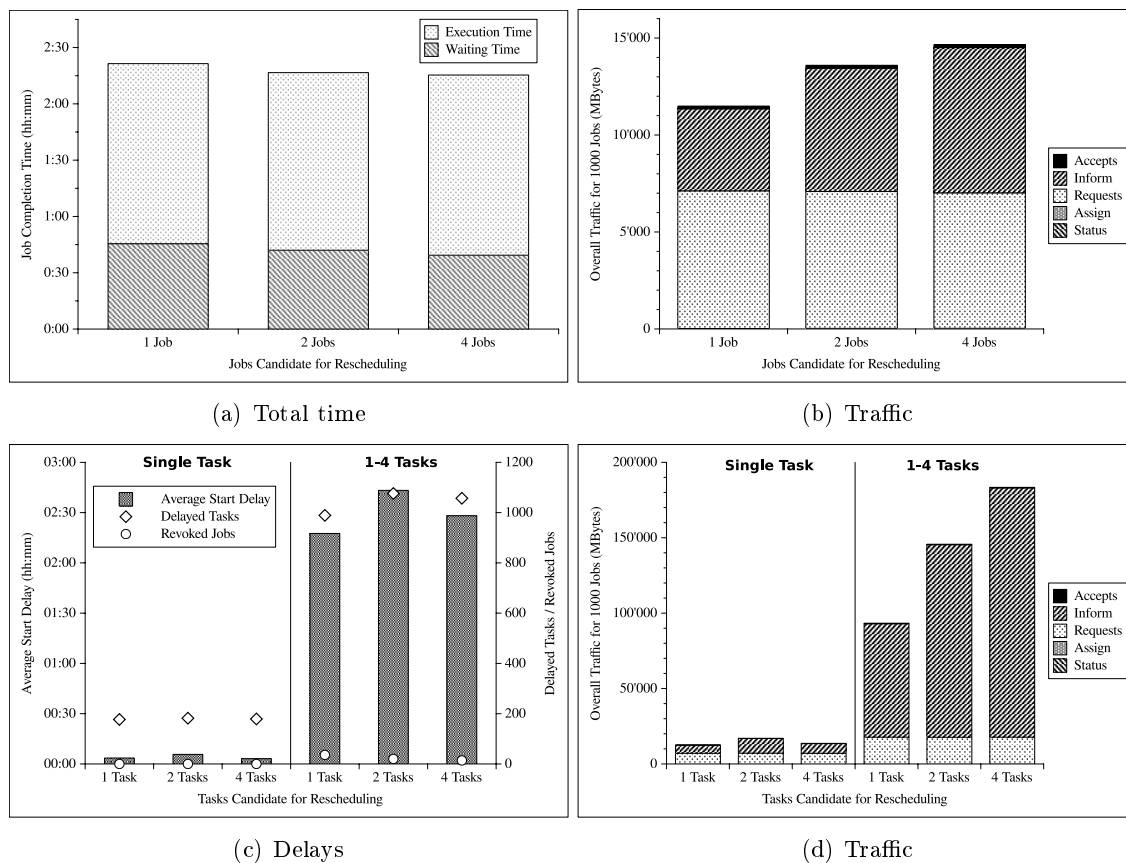 2:30
2:00
1:30
1:00
0:30
0:00
Job Completion Time (hh:mm)
Execution Time
Waiting Time
1 Job
2 Jobs
4 Jobs
Jobs Candidate for Rescheduling
(a) Total time
15'000
10'000
5'000
0
Overall Traffic for 1000 Jobs (MBytes)
Accepts
Inform
Requests
Assign
Status
1 Job
2 Jobs
4 Jobs
Jobs Candidate for Rescheduling
(b) Traffic
03:00
02:30
02:00
01:30
01:00
00:30
00:00
Average Start Delay (hh:mm)
Single Task
1–4 Tasks
Average Start Delay
Delayed Tasks
Revoked Jobs
1200
1000
800
600
400
200
0
Delayed Tasks / Revoked Jobs
1 Task
2 Tasks
4 Tasks
1 Task
2 Tasks
4 Tasks
Tasks Candidate for Rescheduling
(c) Delays
200'000
150'000
100'000
50'000
0
Overall Traffic for 1000 Jobs (MBytes)
Single Task
1–4 Tasks
Accepts
Inform
Requests
Assign
Status
1 Task
2 Tasks
4 Tasks
1 Task
2 Tasks
4 Tasks
Tasks Candidate for Rescheduling
(d) Traffic